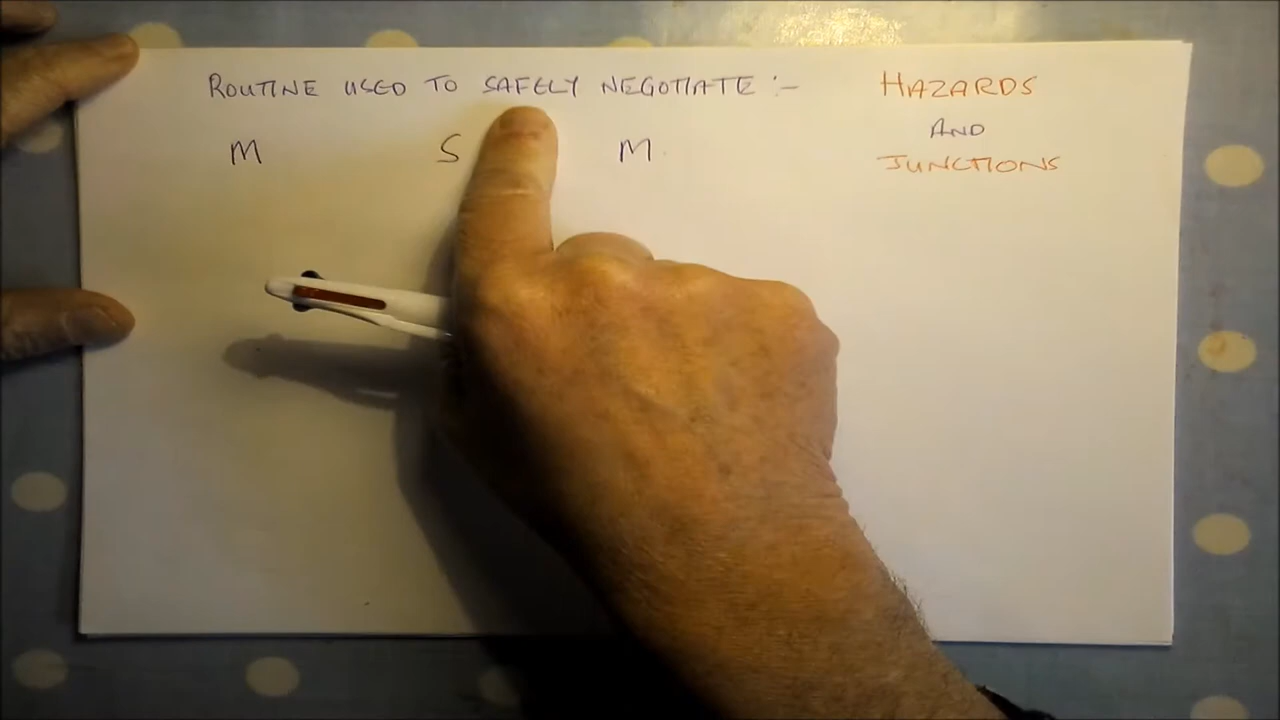 ROUTINE USED TO SAFELY NEGOTIATE :- HAZARDS
AND
M S M
JUNCTIONS